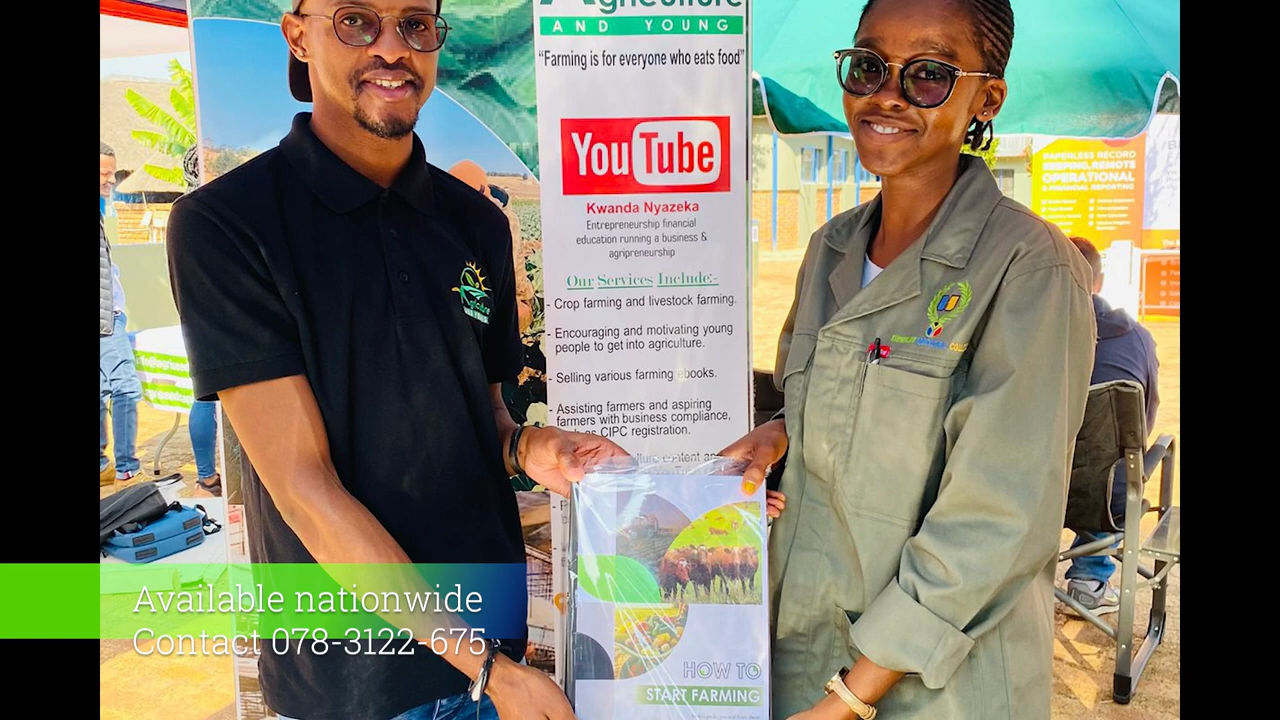 Agriculture
AND YOUNG
"Farming is for everyone who eats food"
YouTube
Kwanda Nyazeka
Entrepreneurship financial
education running a business &
agripreneurship
Our Services Include:-
- Crop farming and livestock farming.
- Encouraging and motivating young
people to get into agriculture.
- Selling various farming ebooks.
- Assisting farmers and aspiring
farmers with business compliance,
as CIPC registration.
PAPERLESS RECORD
KEEPING, REMOTE
OPERATIONAL
& FINANCIAL REPORTING
HOW TO
START FARMING
Available nationwide
Contact 078-3122-675